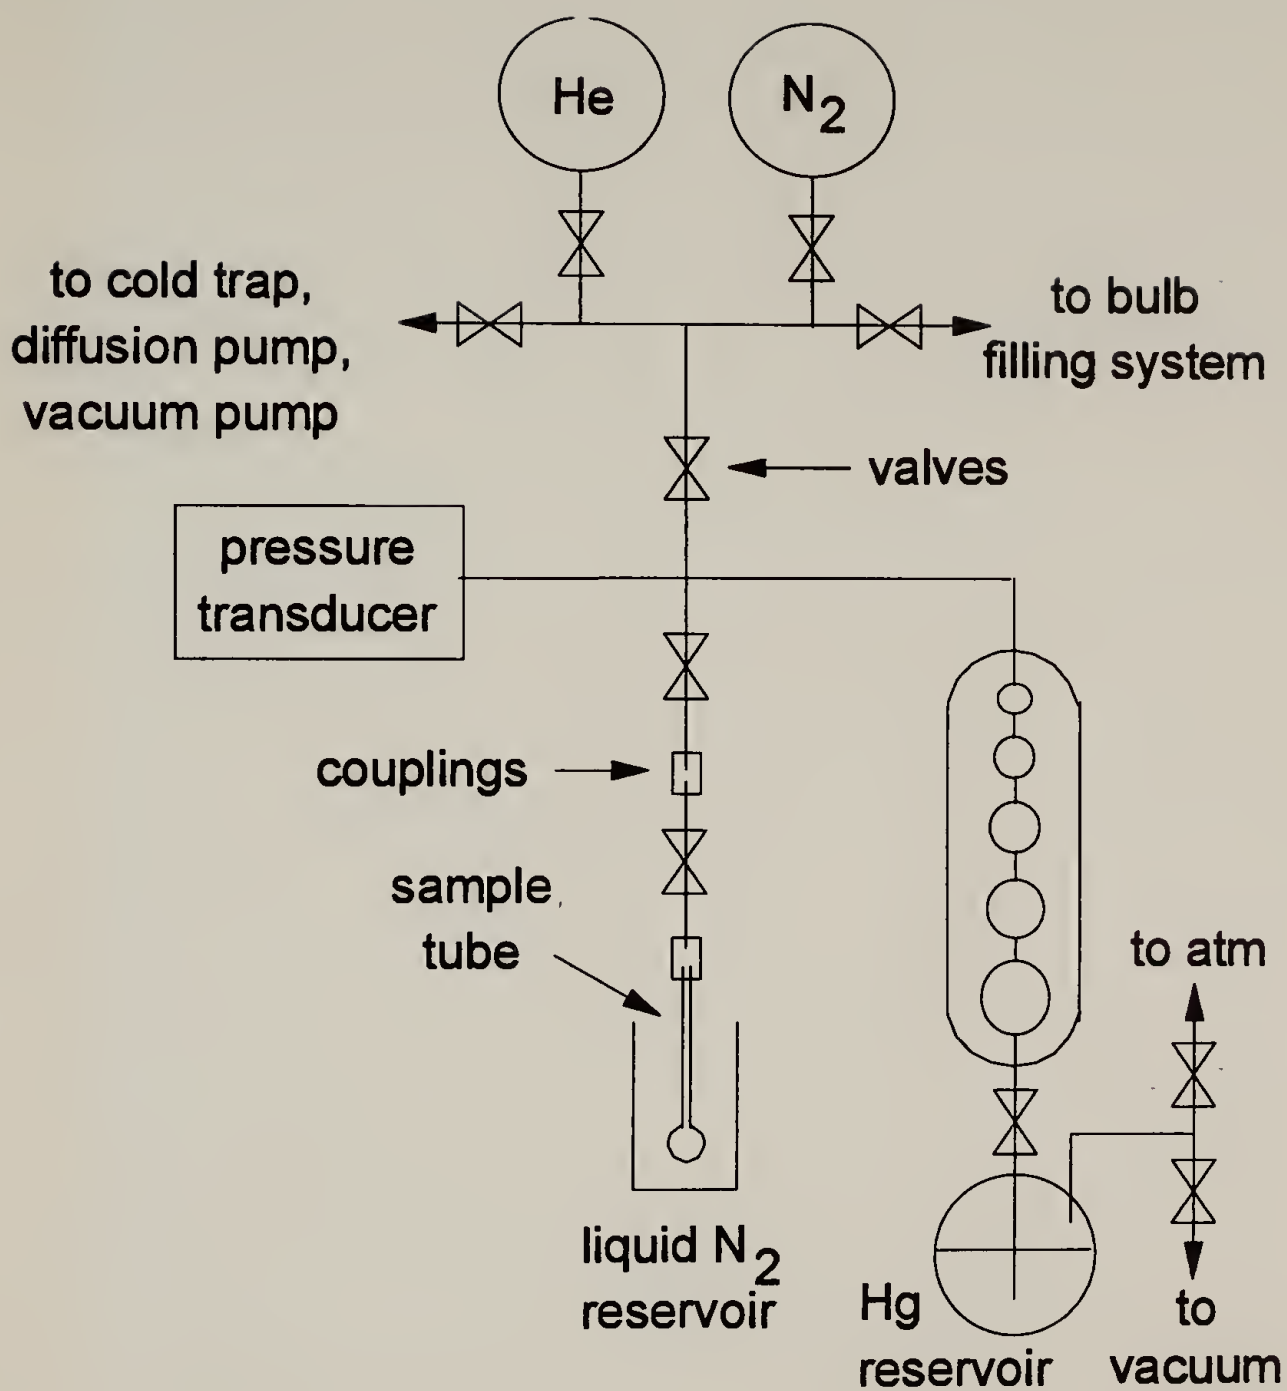 He
N2
to cold trap,
diffusion pump,
vacuum pump
to bulb
filling system
valves
pressure
transducer
couplings
sample
tube
to atm
liquid N2
reservoir
Hg
reservoir
to
vacuum